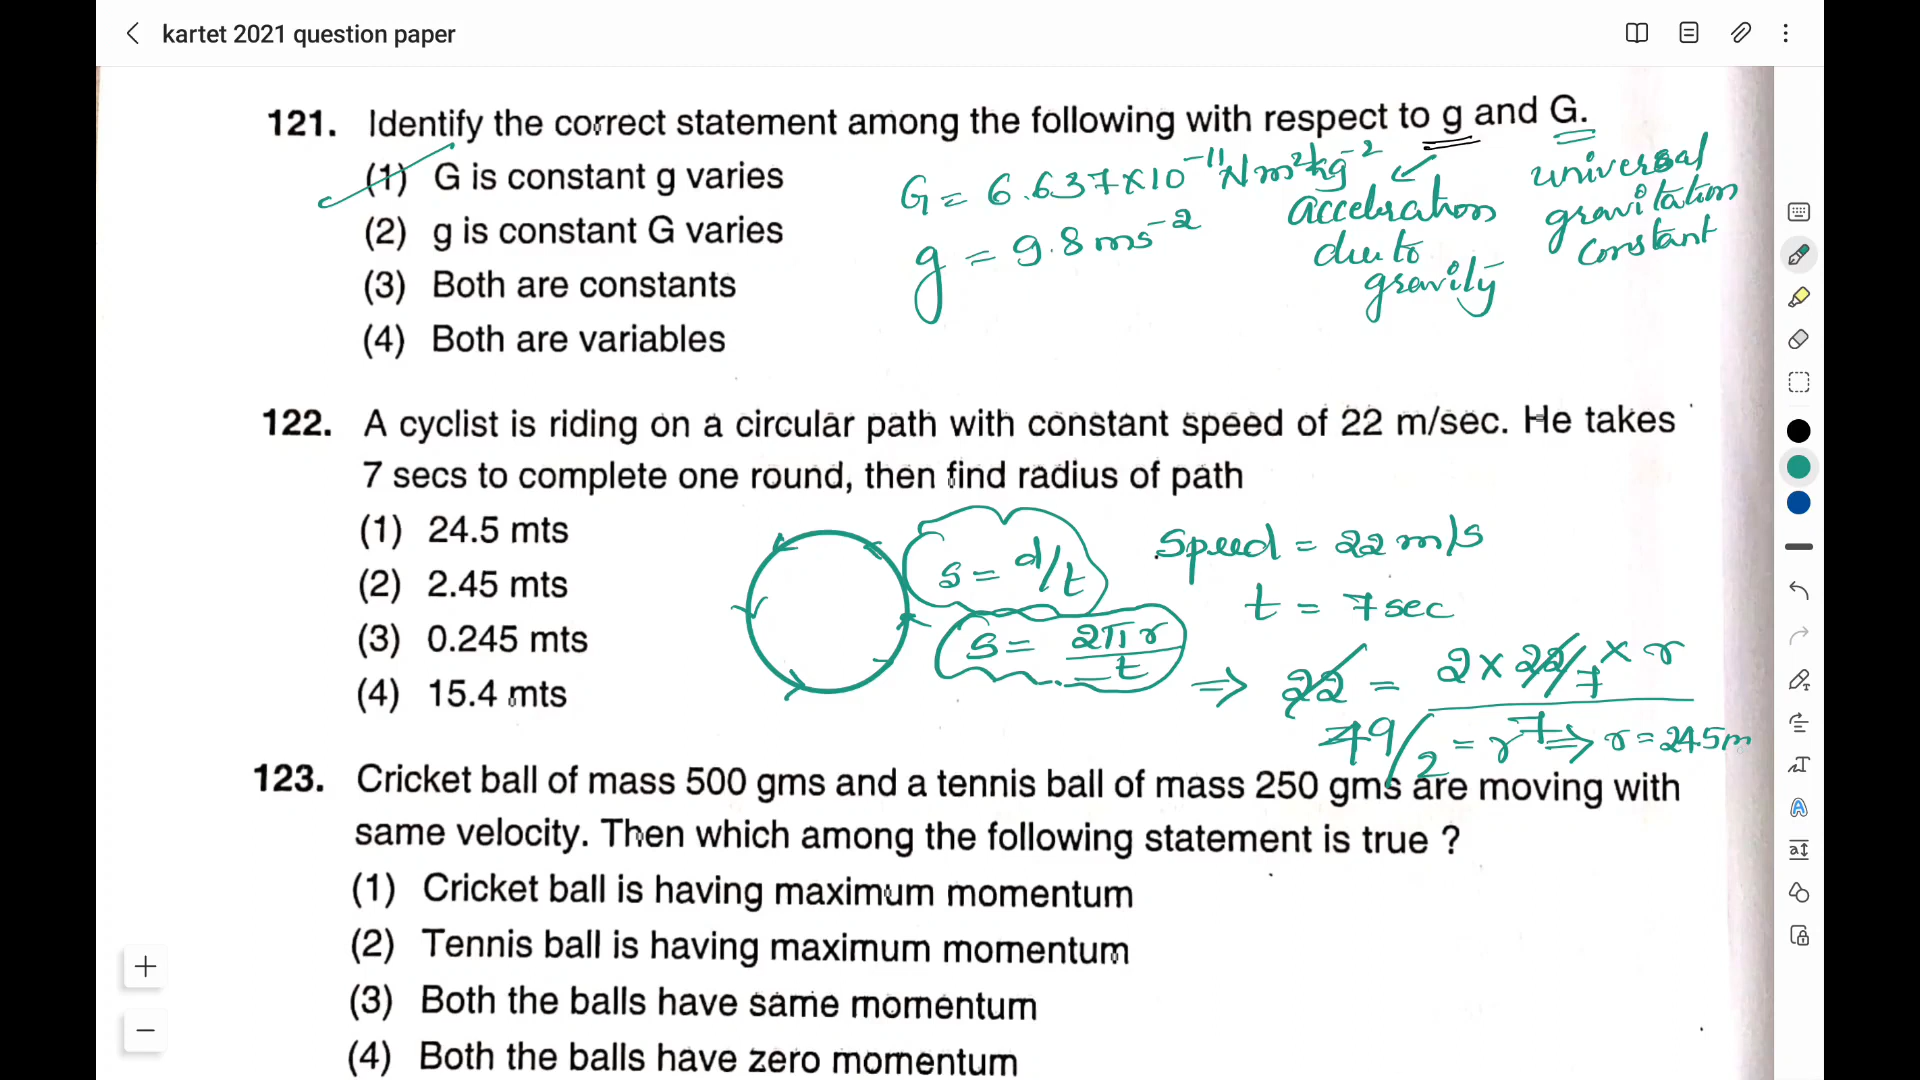 kartet 2021 question paper
121. Identify the correct statement among the following with respect to g and G.
(1) G is constant g varies
(2) g is constant G varies
(3) Both are constants
(4) Both are variables
G = 6.637×10⁻¹¹Nm²kg⁻²
g = 9.8 ms⁻²
accelration
due to
gravity
universal
gravitation
constant
122. A cyclist is riding on a circular path with constant speed of 22 m/sec. He takes
7 secs to complete one round, then find radius of path
(1) 24.5 mts
(2) 2.45 mts
(3) 0.245 mts
(4) 15.4 mts
s = d/t
s = 2πr/t
Speed = 22 m/s
t = 7 sec
⇒ 22 = 2 × 22/7 × r / 7
49/2 = r ⇒ r = 24.5m
123. Cricket ball of mass 500 gms and a tennis ball of mass 250 gms are moving with
same velocity. Then which among the following statement is true ?
(1) Cricket ball is having maximum momentum
(2) Tennis ball is having maximum momentum
(3) Both the balls have same momentum
(4) Both the balls have zero momentum